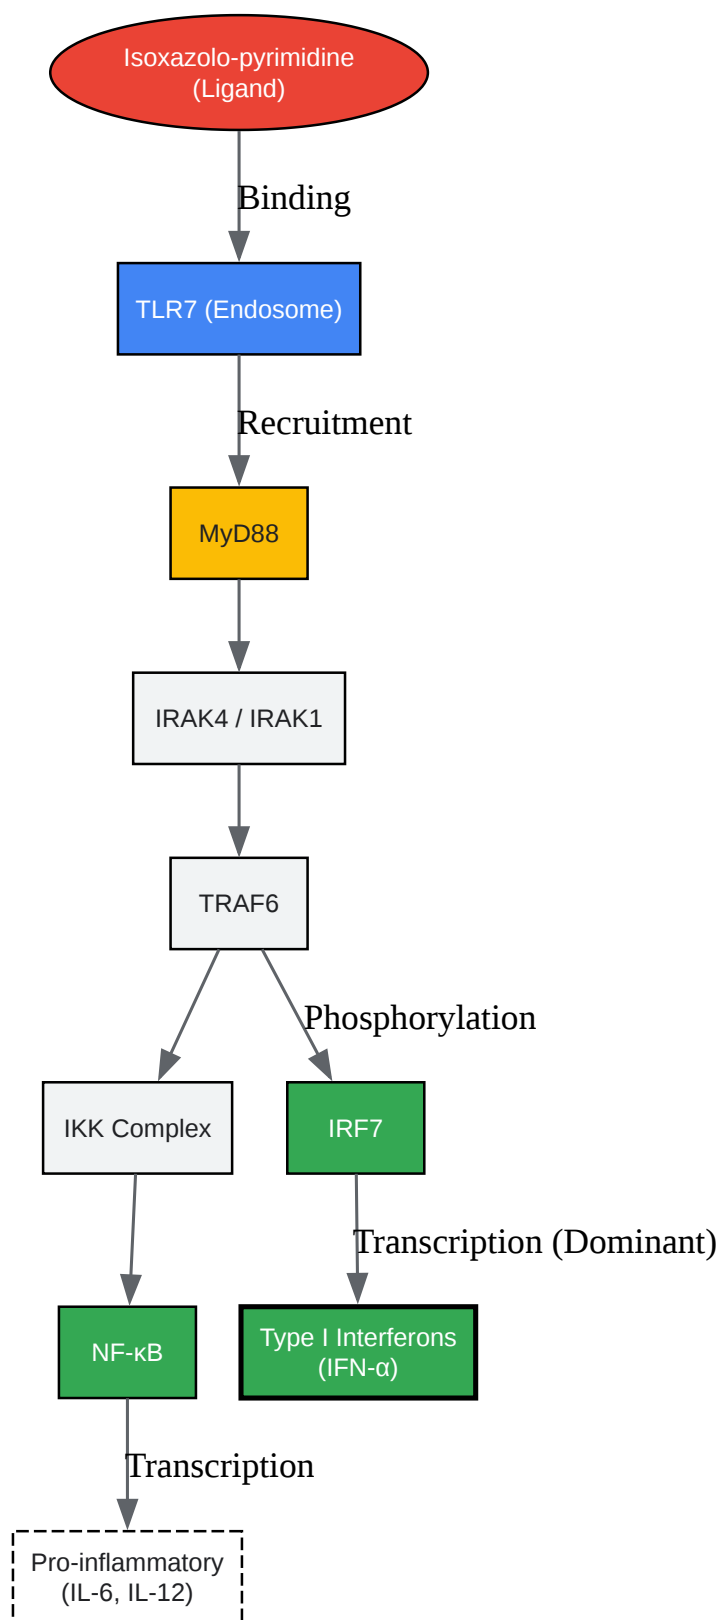 Isoxazolo-pyrimidine
(Ligand)
Binding
TLR7 (Endosome)
Recruitment
MyD88
IRAK4 / IRAK1
TRAF6
Phosphorylation
IKK Complex
IRF7
Transcription (Dominant)
NF-κB
Type I Interferons
(IFN-α)
Transcription
Pro-inflammatory
(IL-6, IL-12)